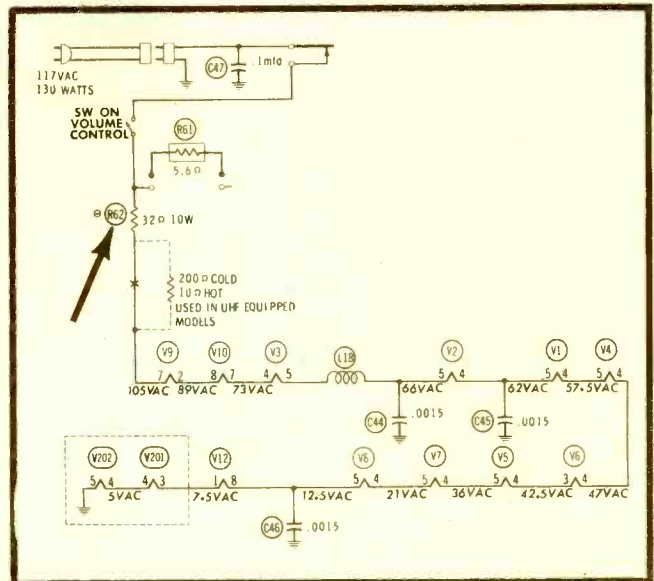 C47 .1mfd
117VAC
130 WATTS
SW ON
VOLUME
CONTROL
R61
5.6Ω
⊖ R62 32Ω 10W
200Ω COLD
10Ω HOT
USED IN UHF EQUIPPED
MODELS
V9 V10 V3 L18 V2 V1 V4
7 2 8 7 4 5 5 4 5 4 5 4
105VAC 89VAC 73VAC 66VAC 62VAC 57.5VAC
C44 .0015 C45 .0015
V202 V201 V12 V8 V7 V5 V6
5 4 4 3 1 8 5 4 5 4 5 4 3 4
5VAC 7.5VAC 12.5VAC 21VAC 36VAC 42.5VAC 47VAC
C46 .0015